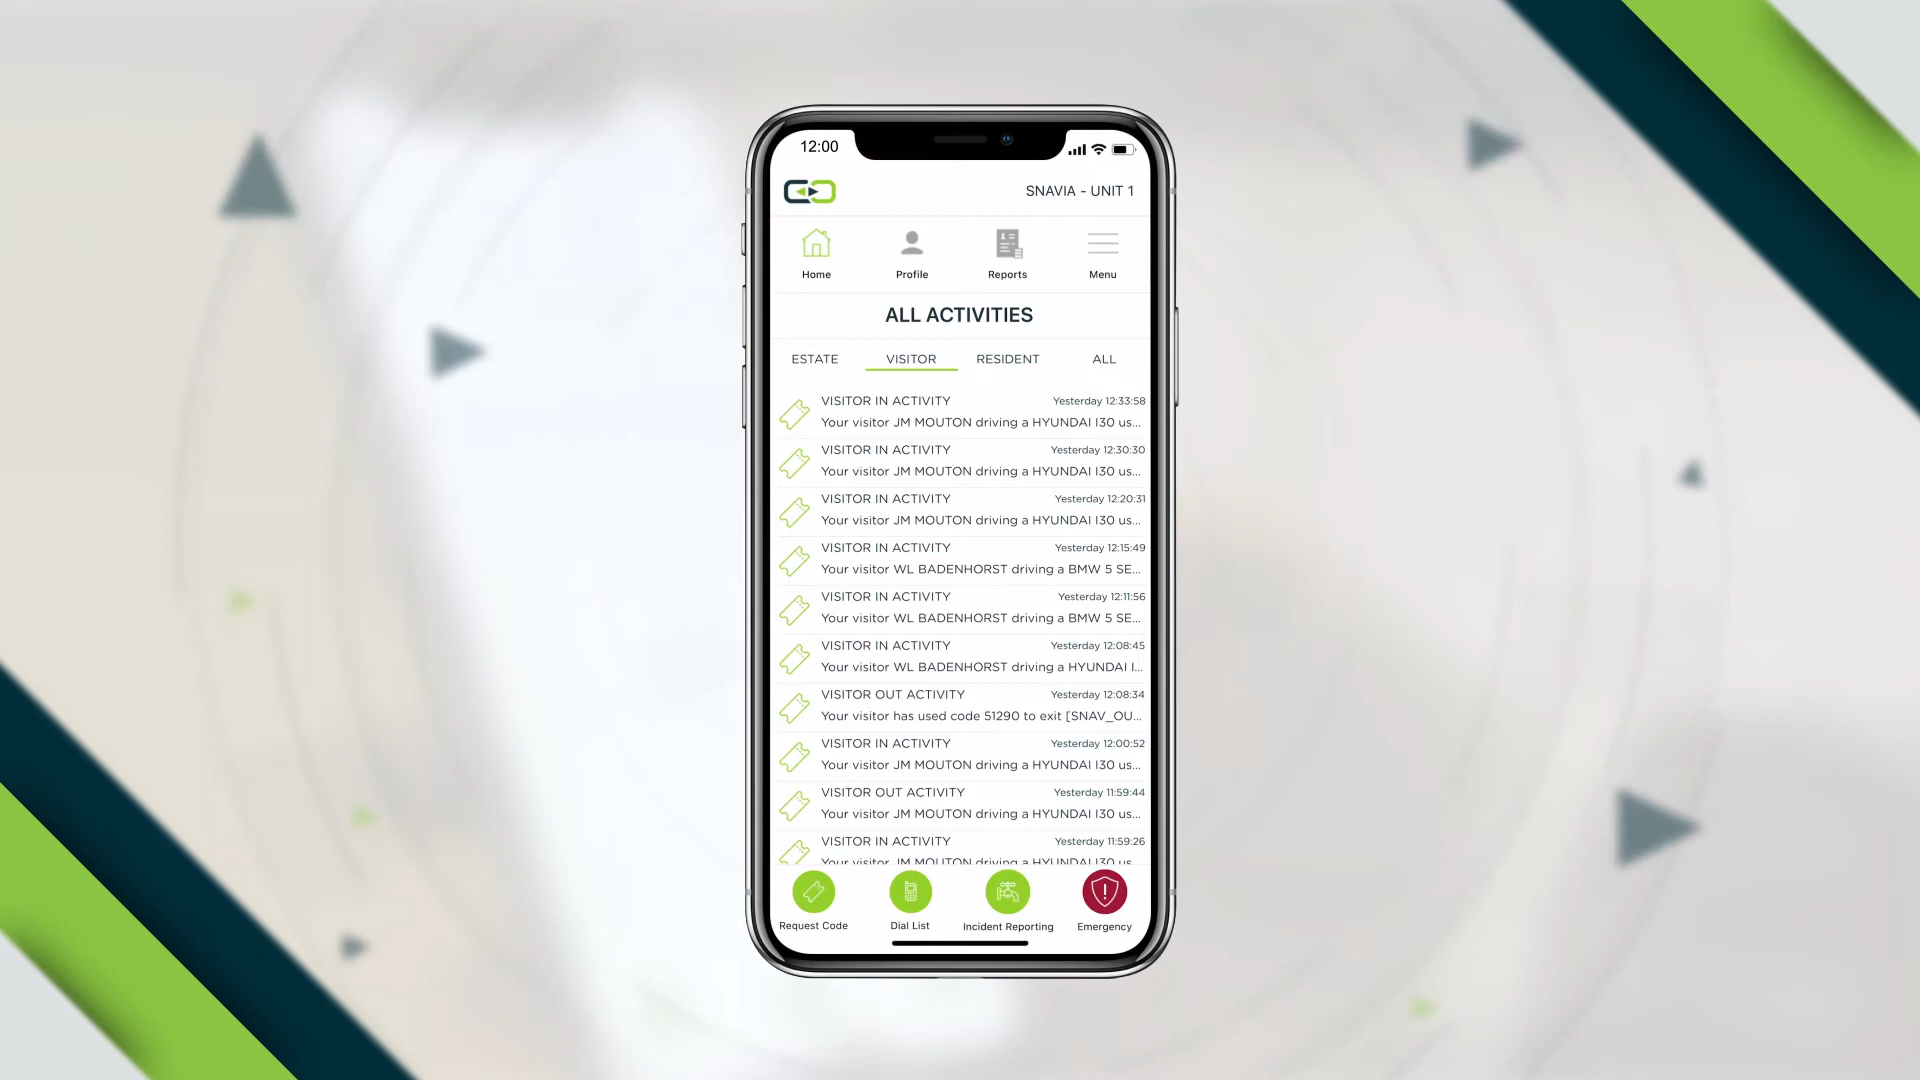 12:00
SNAVIA - UNIT 1
Home Profile Reports Menu
ALL ACTIVITIES
ESTATE VISITOR RESIDENT ALL
VISITOR IN ACTIVITY Yesterday 12:33:58
Your visitor JM MOUTON driving a HYUNDAI I30 us...
VISITOR IN ACTIVITY Yesterday 12:30:30
Your visitor JM MOUTON driving a HYUNDAI I30 us...
VISITOR IN ACTIVITY Yesterday 12:20:31
Your visitor JM MOUTON driving a HYUNDAI I30 us...
VISITOR IN ACTIVITY Yesterday 12:15:49
Your visitor WL BADENHORST driving a BMW 5 SE...
VISITOR IN ACTIVITY Yesterday 12:11:56
Your visitor WL BADENHORST driving a BMW 5 SE...
VISITOR IN ACTIVITY Yesterday 12:08:45
Your visitor WL BADENHORST driving a HYUNDAI I...
VISITOR OUT ACTIVITY Yesterday 12:08:34
Your visitor has used code 51290 to exit [SNAV_OU...
VISITOR IN ACTIVITY Yesterday 12:00:52
Your visitor JM MOUTON driving a HYUNDAI I30 us...
VISITOR OUT ACTIVITY Yesterday 11:59:44
Your visitor JM MOUTON driving a HYUNDAI I30 us...
VISITOR IN ACTIVITY Yesterday 11:59:26
Your visitor JM MOUTON driving a HYUNDAI I30 us...
Request Code Dial List Incident Reporting Emergency